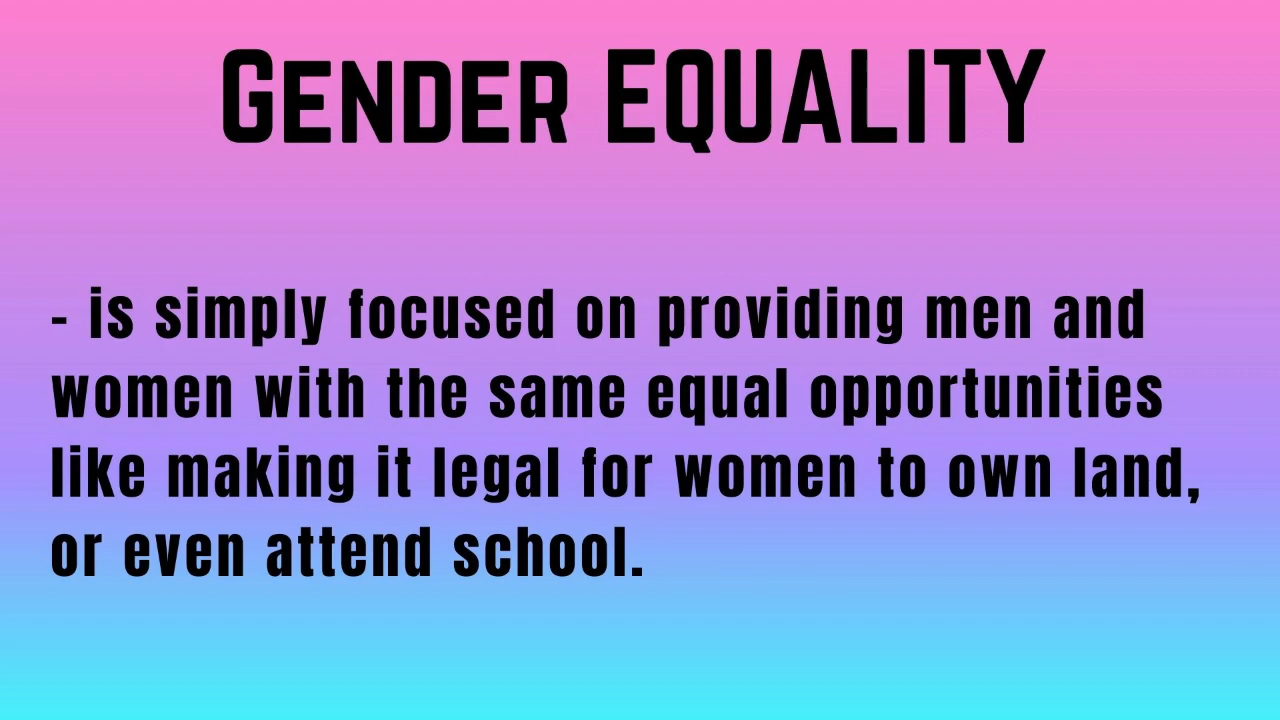 GENDER EQUALITY
- is simply focused on providing men and
women with the same equal opportunities
like making it legal for women to own land,
or even attend school.